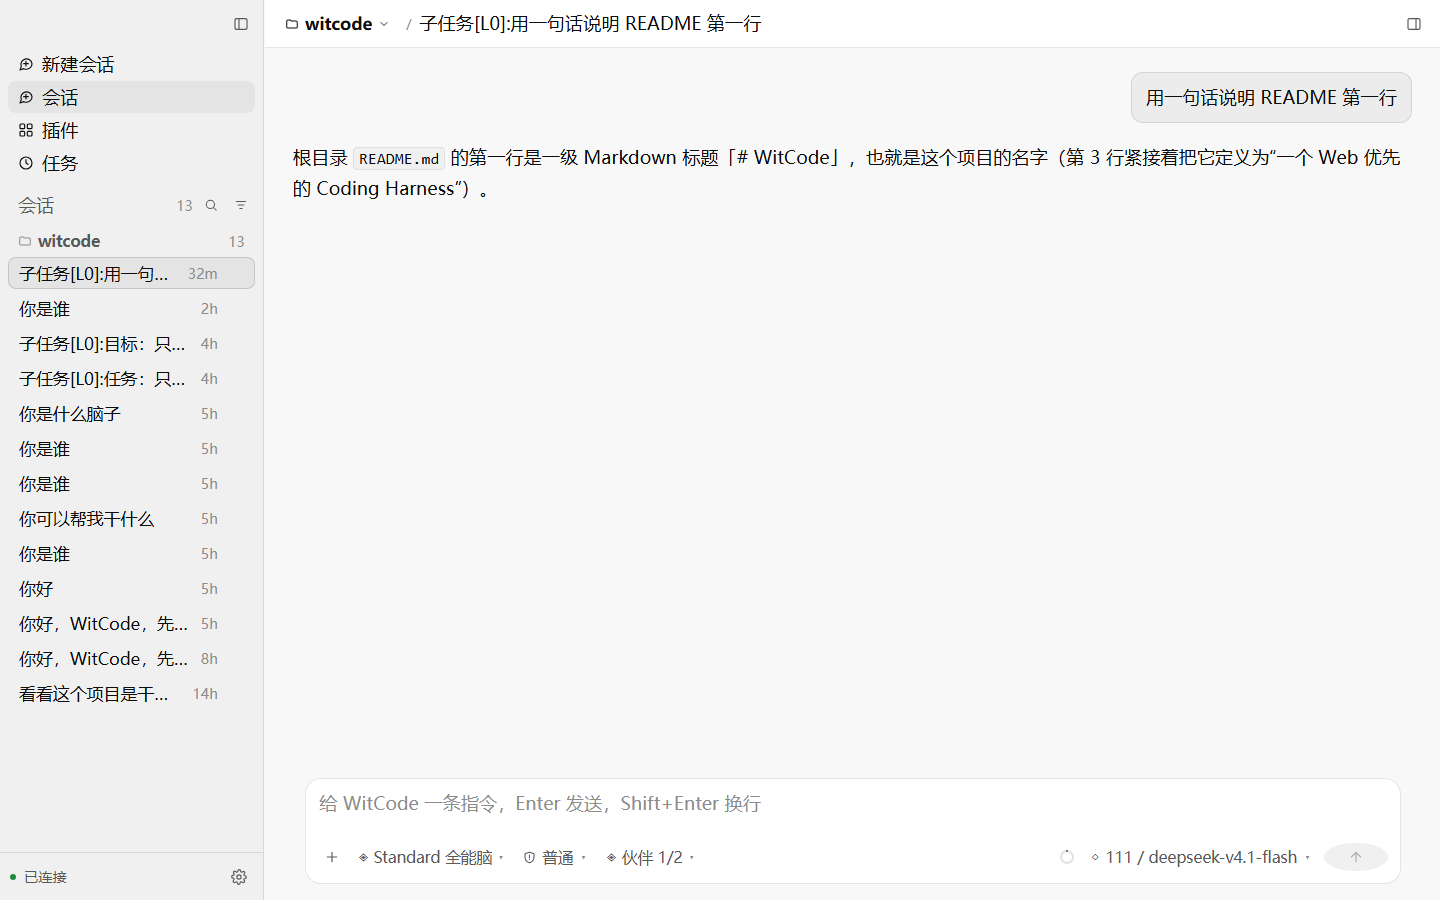 witcode / 子任务[L0]:用一句话说明 README 第一行
新建会话
会话
插件
任务
会话 13
witcode 13
子任务[L0]:用一句... 32m
你是谁 2h
子任务[L0]:目标：只... 4h
子任务[L0]:任务：只... 4h
你是什么脑子 5h
你是谁 5h
你是谁 5h
你可以帮我干什么 5h
你是谁 5h
你好 5h
你好，WitCode，先... 5h
你好，WitCode，先... 8h
看看这个项目是干... 14h
已连接
用一句话说明 README 第一行
根目录 README.md 的第一行是一级 Markdown 标题「# WitCode」，也就是这个项目的名字（第 3 行紧接着把它定义为“一个 Web 优先
的 Coding Harness”）。
给 WitCode 一条指令，Enter 发送，Shift+Enter 换行
Standard 全能脑 普通 伙伴 1/2 111 / deepseek-v4.1-flash